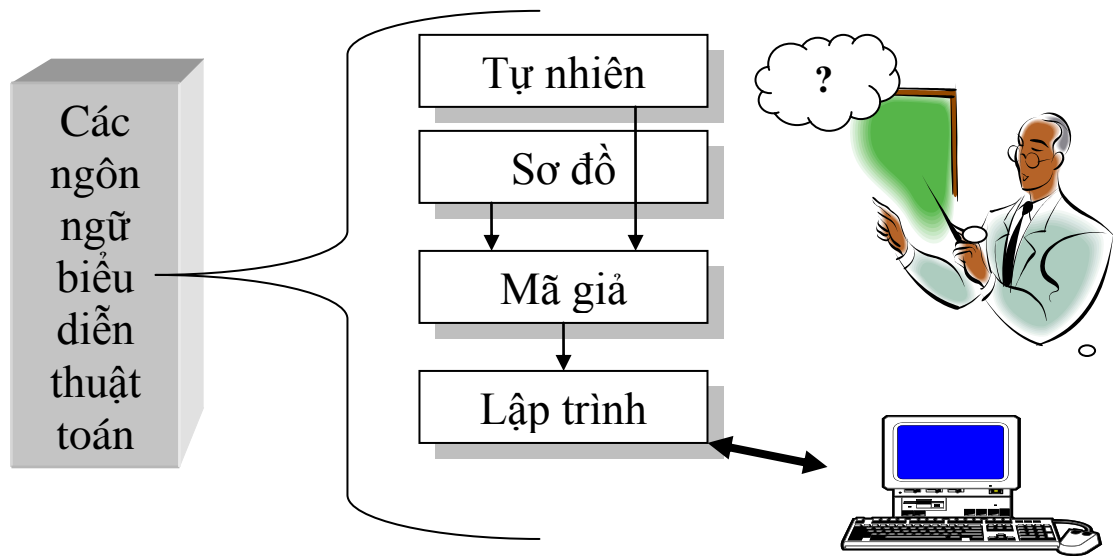 Các
ngôn
ngữ
biểu
diễn
thuật
toán
Tự nhiên
Sơ đồ
Mã giả
Lập trình
?